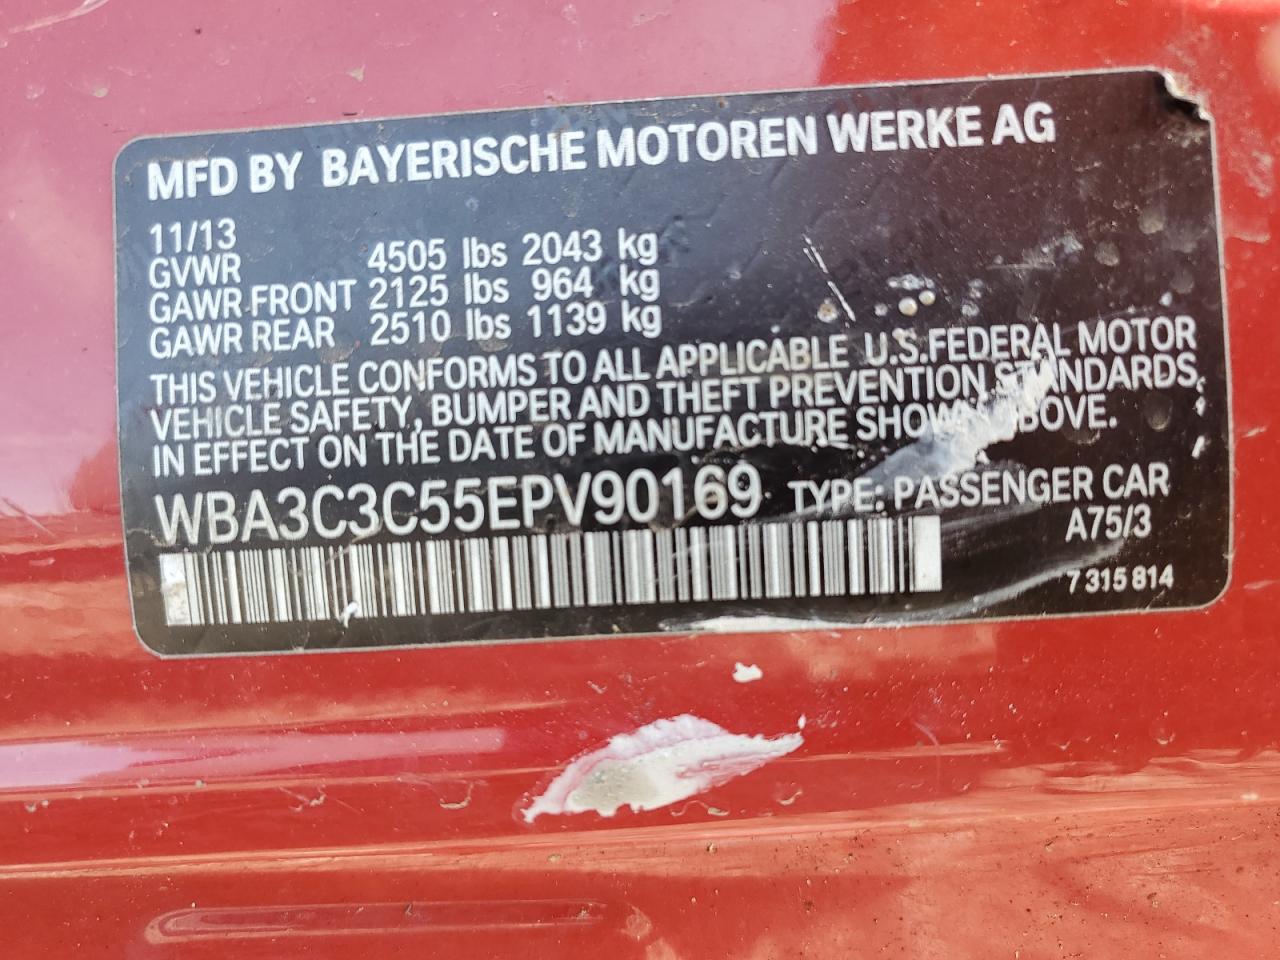 MFD BY BAYERISCHE MOTOREN WERKE AG
11/13
GVWR 4505 lbs 2043 kg
GAWR FRONT 2125 lbs 964 kg
GAWR REAR 2510 lbs 1139 kg
THIS VEHICLE CONFORMS TO ALL APPLICABLE U.S.FEDERAL MOTOR
VEHICLE SAFETY, BUMPER AND THEFT PREVENTION STANDARDS,
IN EFFECT ON THE DATE OF MANUFACTURE SHOWN ABOVE.
WBA3C3C55EPV90169 TYPE: PASSENGER CAR
A75/3
7 315 814